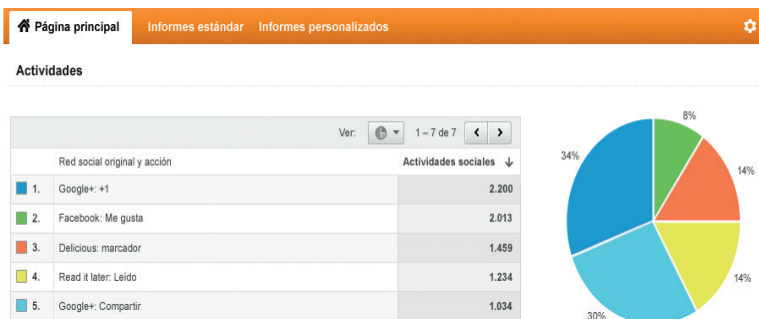 Página principal Informes estándar Informes personalizados
Actividades
Ver: 1 – 7 de 7
Red social original y acción Actividades sociales
1. Google+: +1 2.200
2. Facebook: Me gusta 2.013
3. Delicious: marcador 1.459
4. Read it later: Leído 1.234
5. Google+: Compartir 1.034
8%
34%
14%
14%
30%